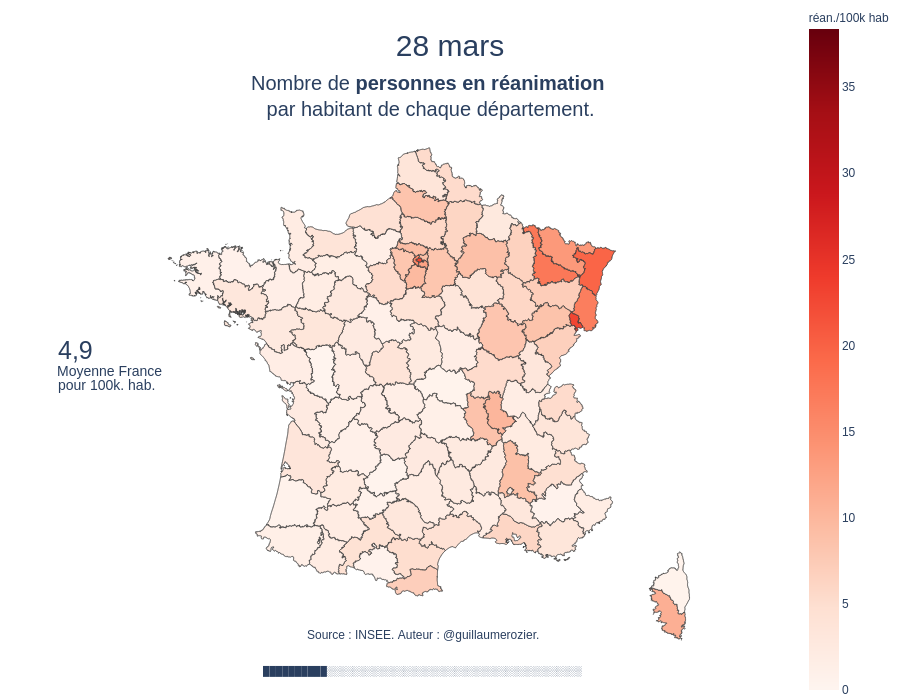 réan./100k hab
28 mars
Nombre de personnes en réanimation
par habitant de chaque département.
35
30
25
20
15
10
5
0
4,9
Moyenne France
pour 100k. hab.
Source : INSEE. Auteur : @guillaumerozier.